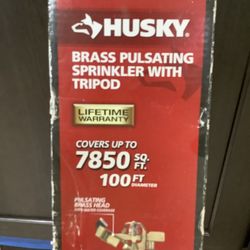 HUSKY
BRASS PULSATING
SPRINKLER WITH
TRIPOD
LIFETIME
WARRANTY
COVERS UP TO
7850 SQ. FT.
100 FT
DIAMETER
PULSATING
BRASS HEAD